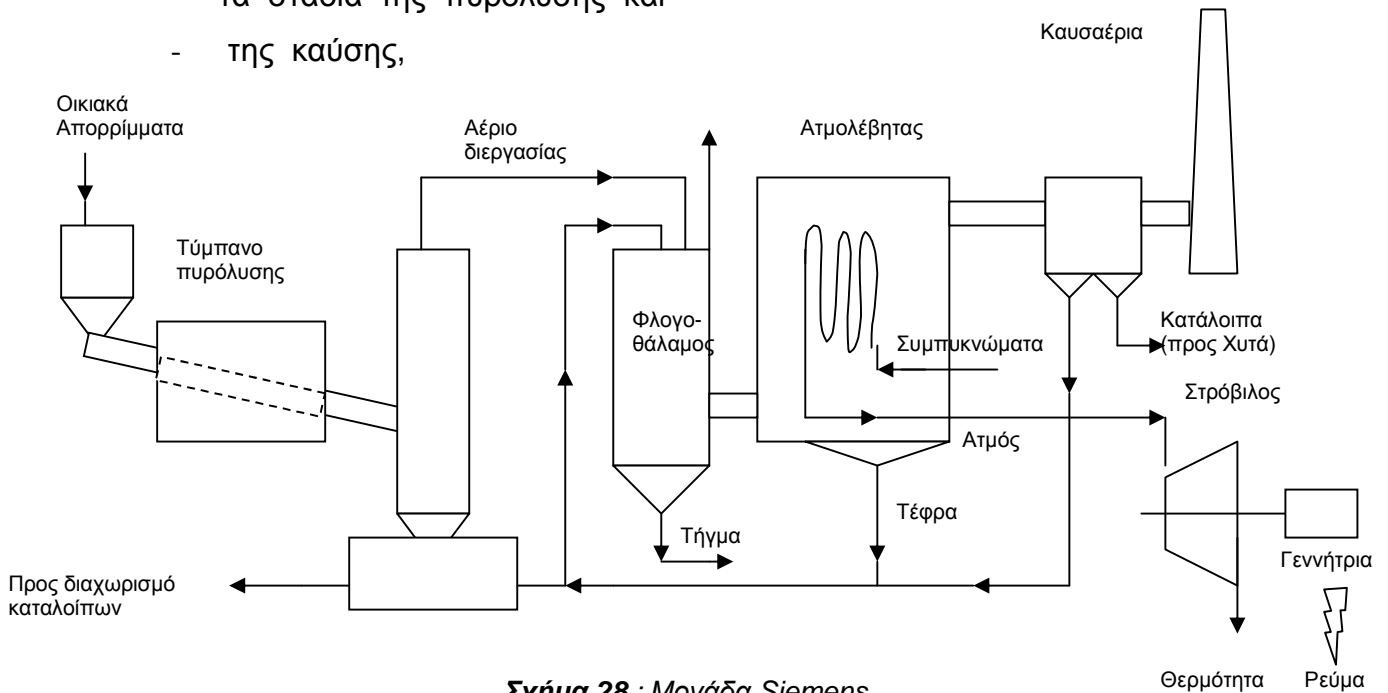 τα στάδια της πυρόλυσης και
- της καύσης,
Καυσαέρια
Οικιακά
Απορρίμματα
Αέριο
διεργασίας
Ατμολέβητας
Τύμπανο
πυρόλυσης
Φλογο-
θάλαμος
Συμπυκνώματα
Κατάλοιπα
(προς Χυτά)
Στρόβιλος
Ατμός
Τέφρα
Τήγμα
Γεννήτρια
Προς διαχωρισμό
καταλοίπων
Θερμότητα
Ρεύμα
Σχήμα 28 : Μονάδα Siemens